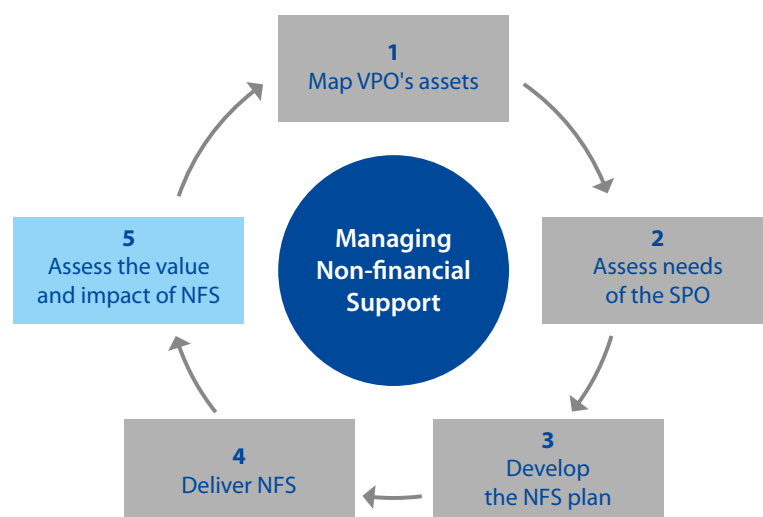 1
Map VPO's assets
2
Assess needs
of the SPO
3
Develop
the NFS plan
4
Deliver NFS
5
Assess the value
and impact of NFS
Managing
Non-financial
Support